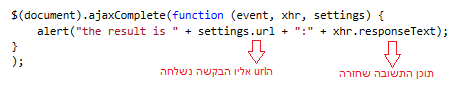 $(document).ajaxComplete(function (event, xhr, settings) {
    alert("the result is " + settings.url + ":" + xhr.responseText);
}
);
הurl אליו הבקשה נשלחה
תוכן התשובה שחזרה